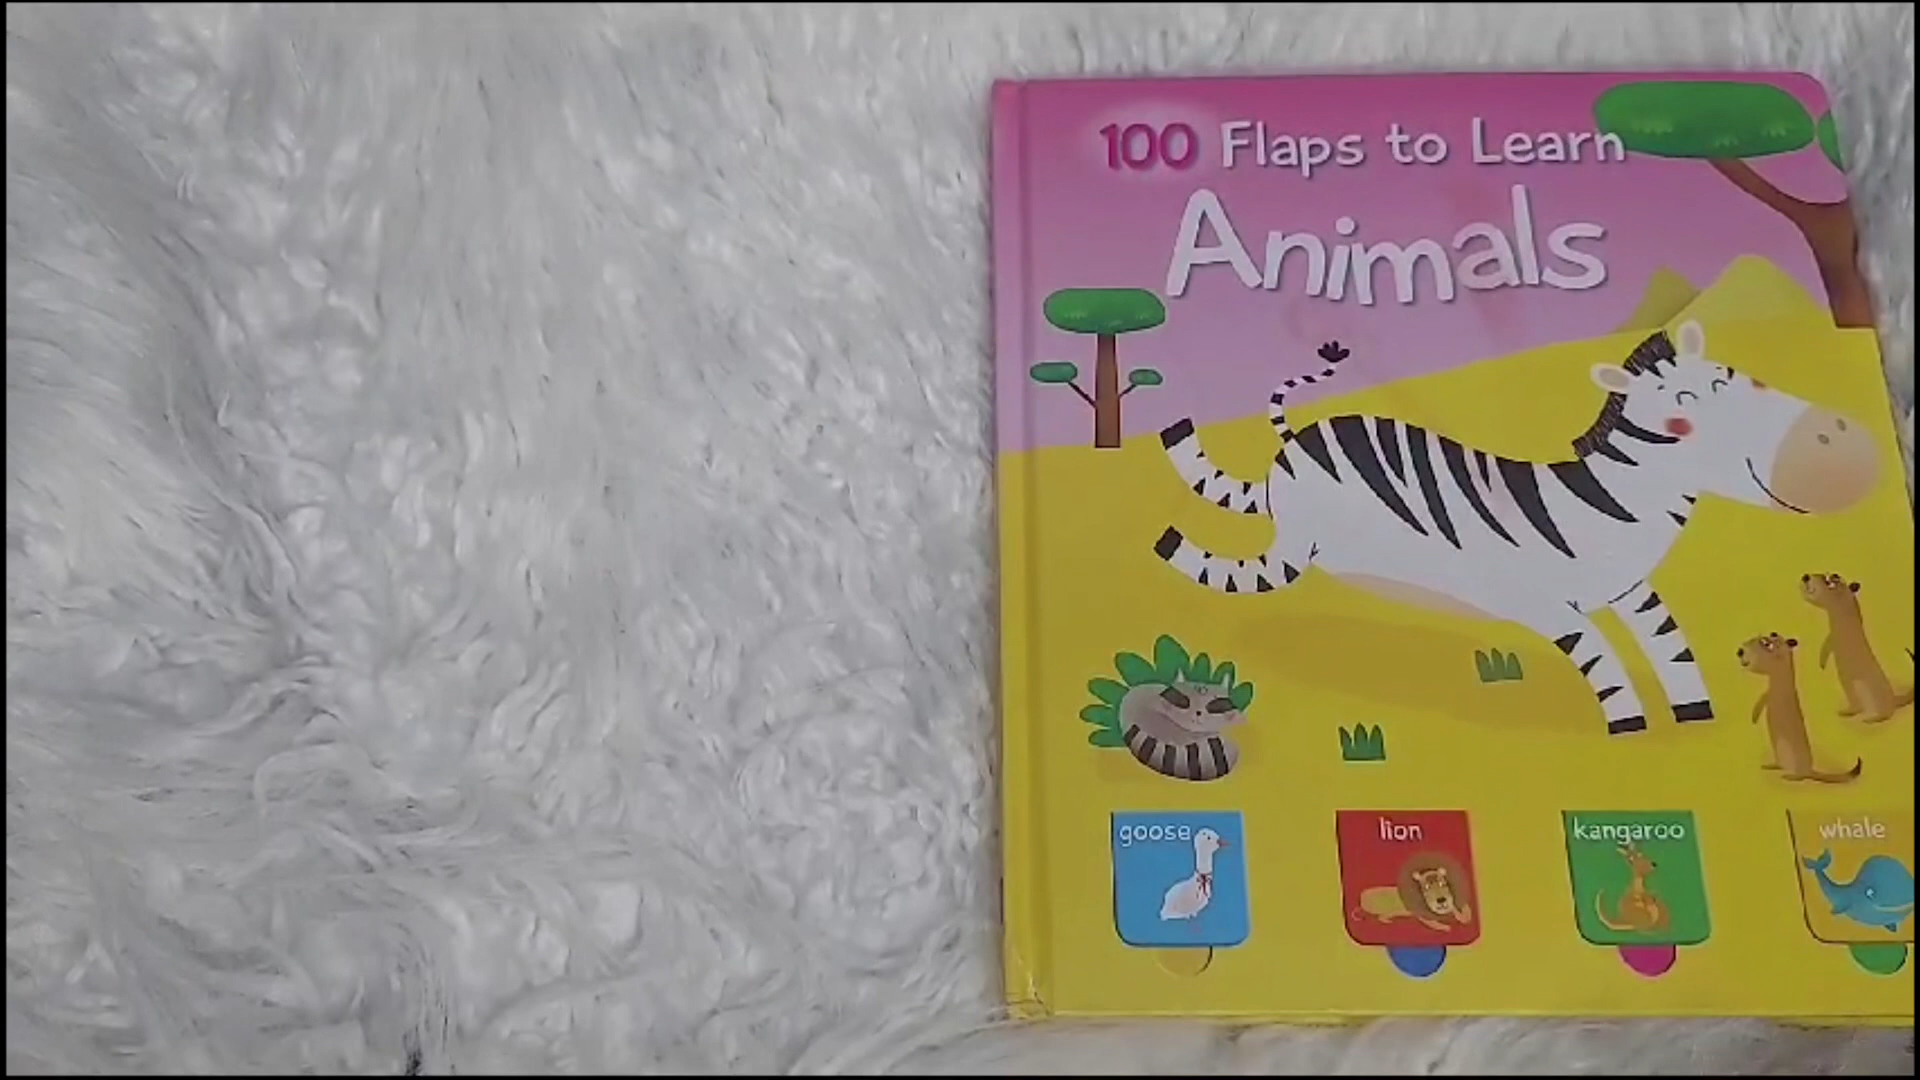 100 Flaps to Learn
Animals
goose
lion
kangaroo
whale